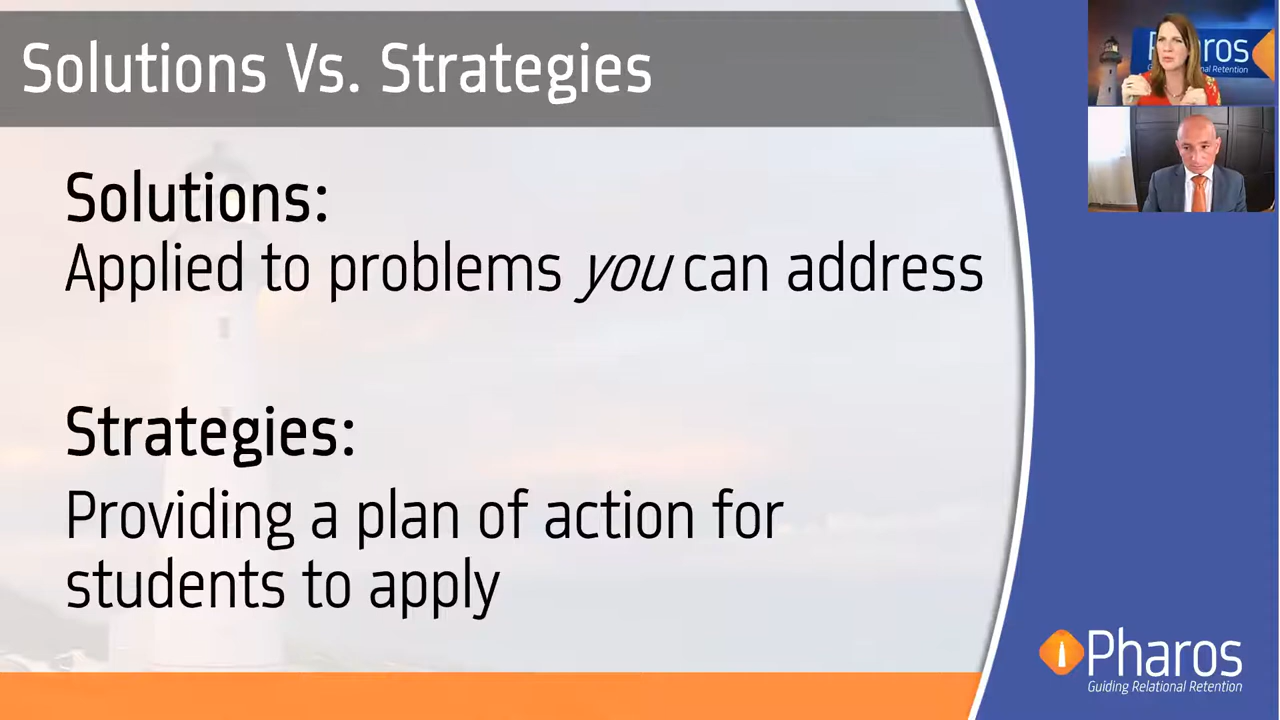 Solutions Vs. Strategies
Solutions:
Applied to problems you can address
Strategies:
Providing a plan of action for
students to apply
Pharos
Guiding Relational Retention